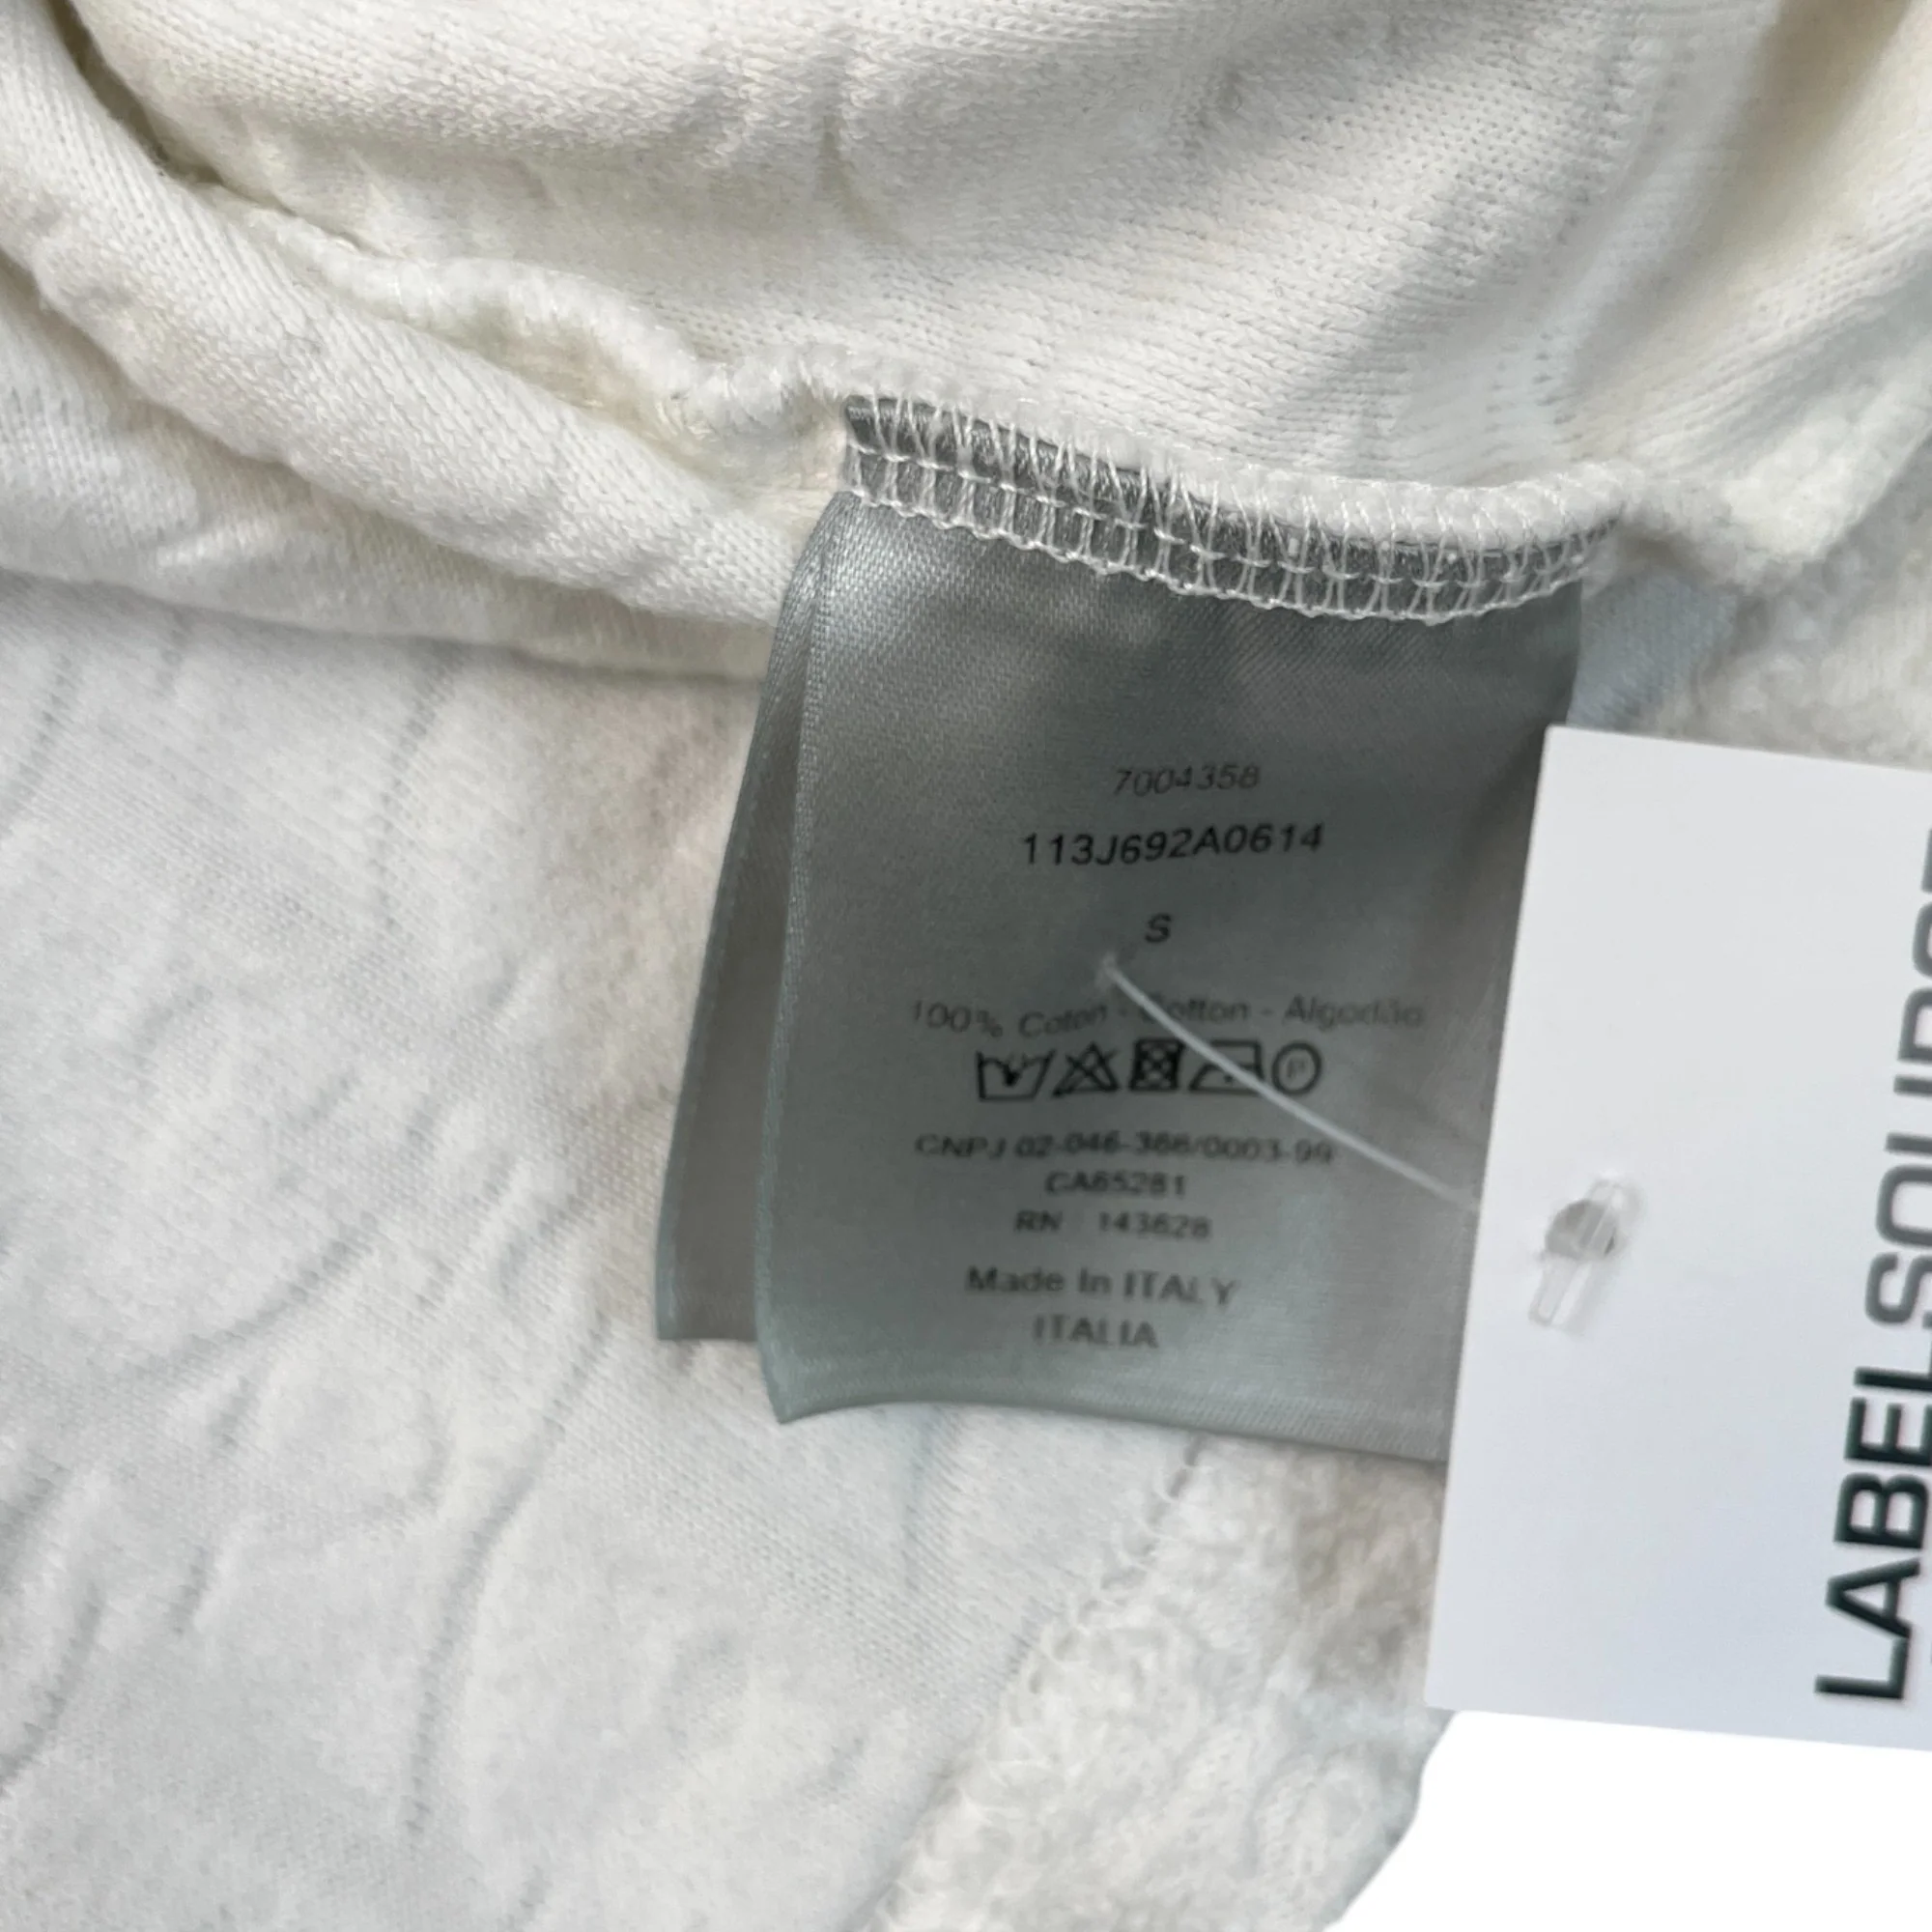 7004358
113J692A0614
S
100% Coton - Cotton - Algodão
P
CNPJ 02-046-366/0003-99
CA65281
RN 143628
Made In ITALY
ITALIA